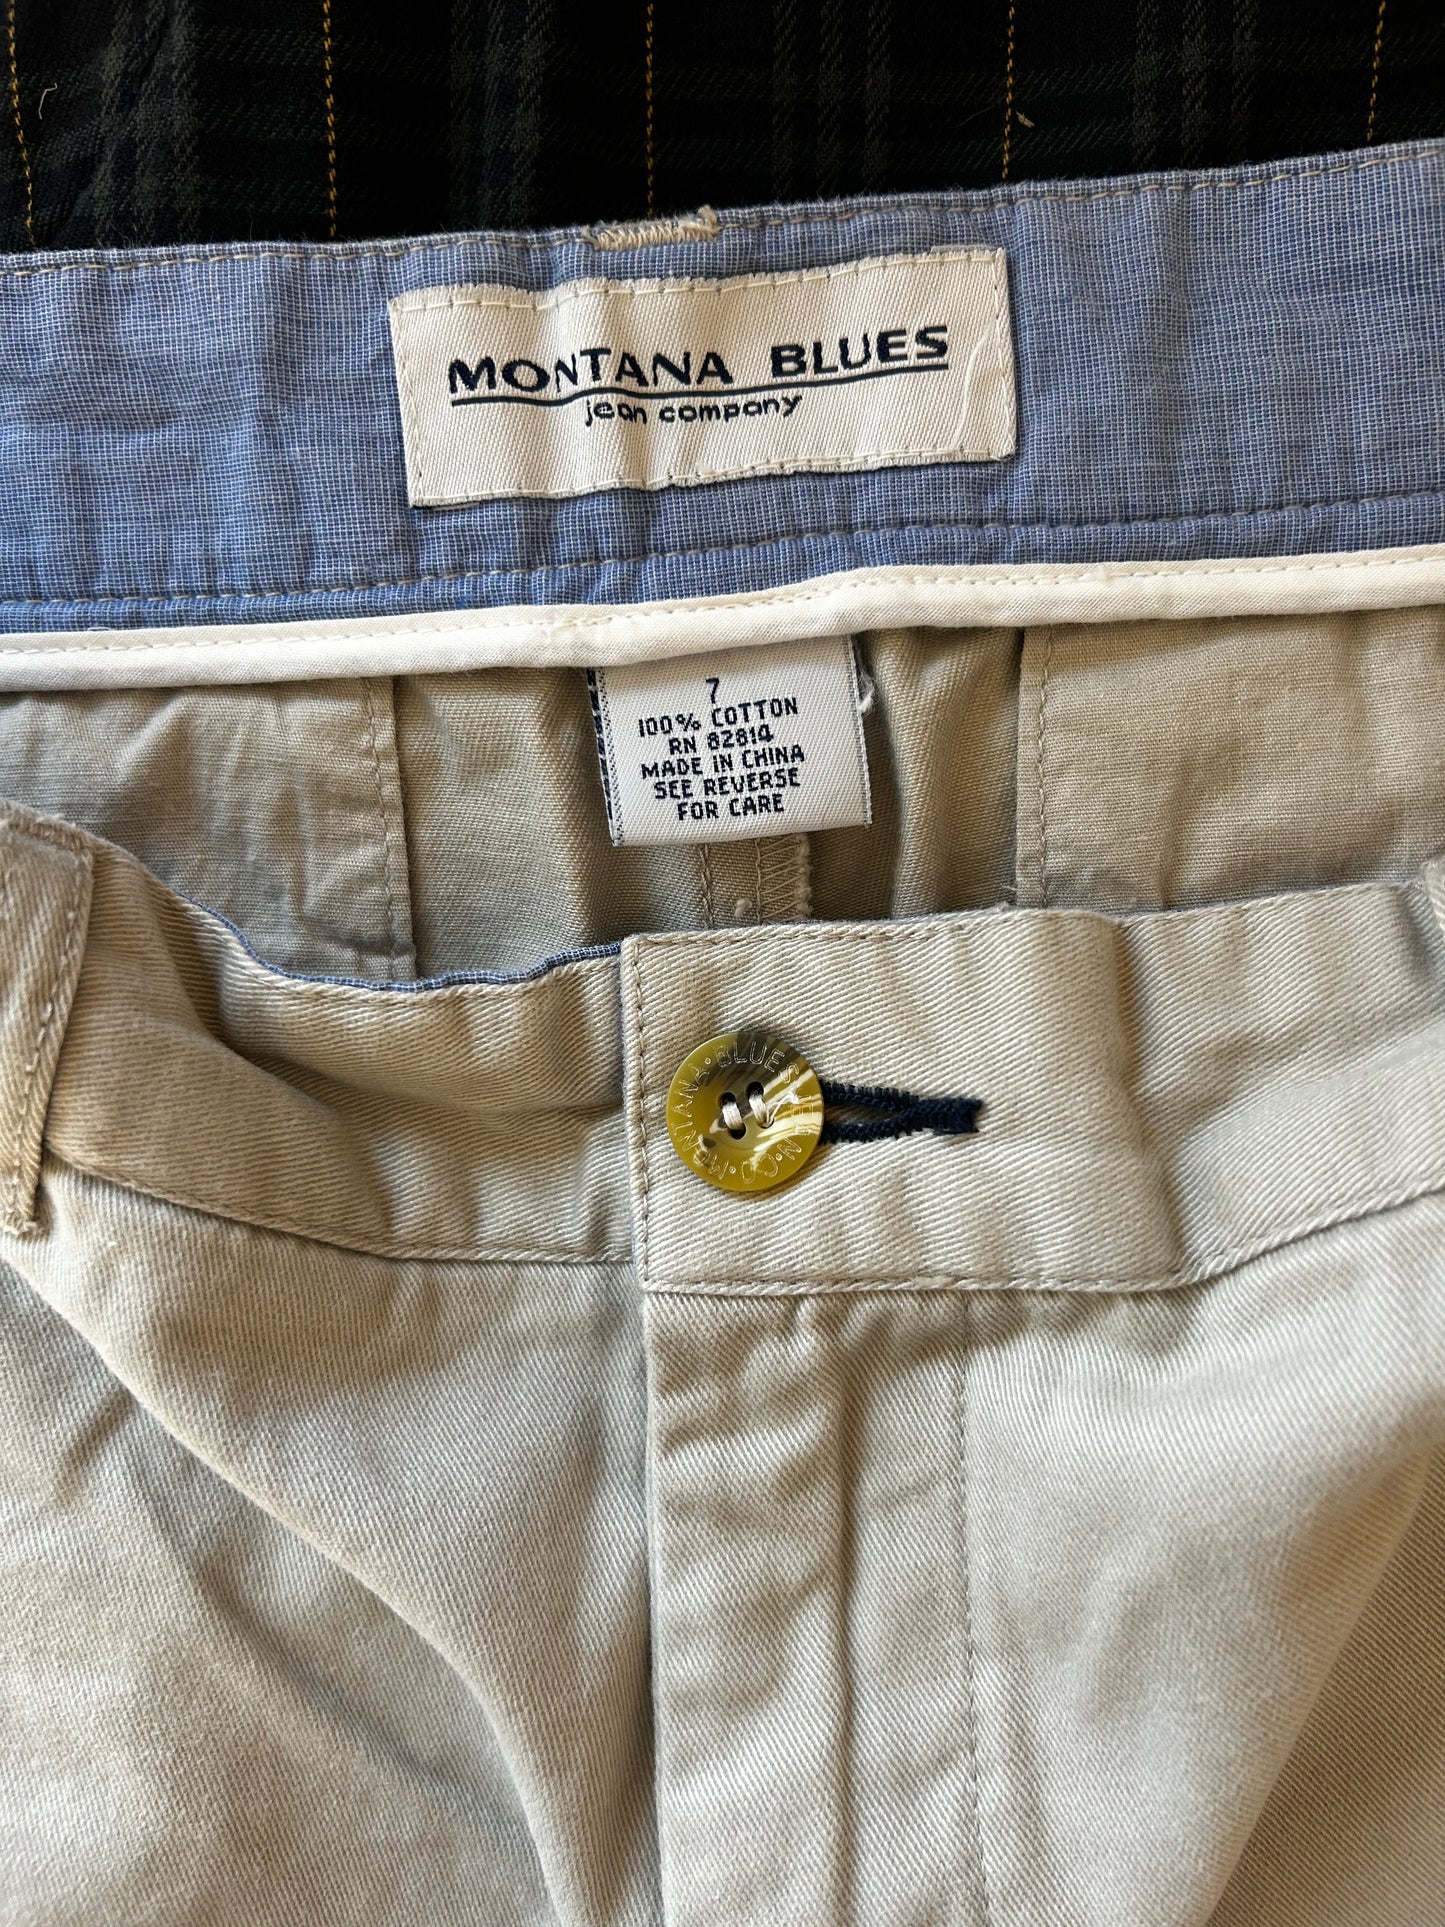 MONTANA BLUES
jean company
7
100% COTTON
RN 82814
MADE IN CHINA
SEE REVERSE
FOR CARE
MONTANA·BLUES JEAN·CO·